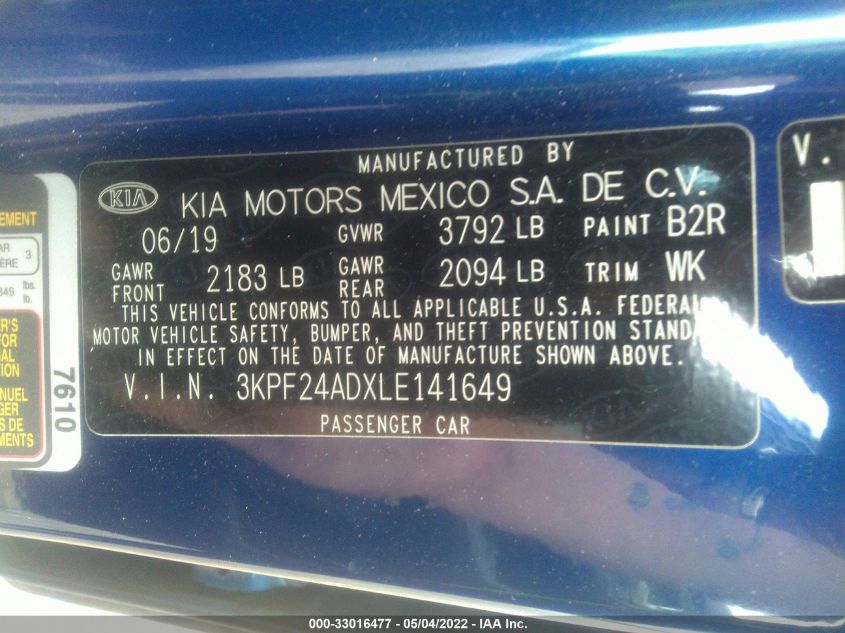 MANUFACTURED BY
KIA KIA MOTORS MEXICO S.A. DE C.V.
06/19 GVWR 3792 LB PAINT B2R
GAWR FRONT 2183 LB GAWR REAR 2094 LB TRIM WK
THIS VEHICLE CONFORMS TO ALL APPLICABLE U.S.A. FEDERAL
MOTOR VEHICLE SAFETY, BUMPER, AND THEFT PREVENTION
IN EFFECT ON THE DATE OF MANUFACTURE SHOWN ABOVE.
V.I.N. 3KPF24ADXLE141649
PASSENGER CAR
3
lbs.
lb.
7610
V.
000-33016477 - 05/04/2022 - IAA Inc.